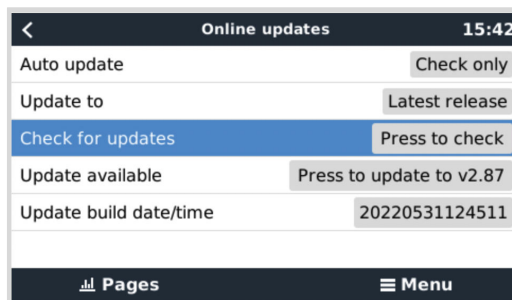 Online updates 15:42
Auto update Check only
Update to Latest release
Check for updates Press to check
Update available Press to update to v2.87
Update build date/time 20220531124511
Pages Menu